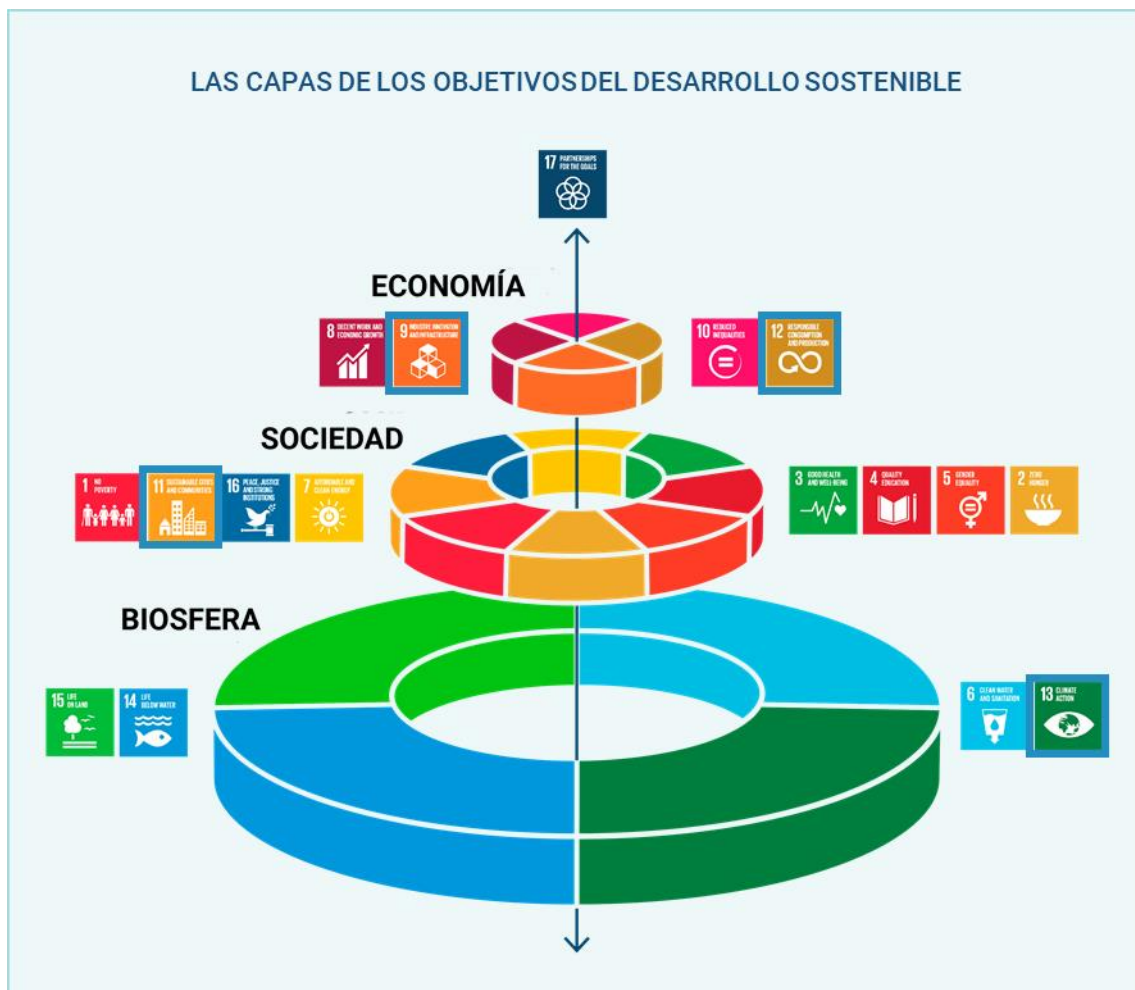 LAS CAPAS DE LOS OBJETIVOS DEL DESARROLLO SOSTENIBLE
17 PARTNERSHIPS
FOR THE GOALS
ECONOMÍA
8 DECENT WORK AND
ECONOMIC GROWTH
9 INDUSTRY, INNOVATION
AND INFRASTRUCTURE
10 REDUCED
INEQUALITIES
12 RESPONSIBLE
CONSUMPTION
AND PRODUCTION
SOCIEDAD
1 NO
POVERTY
11 SUSTAINABLE CITIES
AND COMMUNITIES
16 PEACE, JUSTICE
AND STRONG
INSTITUTIONS
7 AFFORDABLE AND
CLEAN ENERGY
3 GOOD HEALTH
AND WELL-BEING
4 QUALITY
EDUCATION
5 GENDER
EQUALITY
2 ZERO
HUNGER
BIOSFERA
15 LIFE
ON LAND
14 LIFE
BELOW WATER
6 CLEAN WATER
AND SANITATION
13 CLIMATE
ACTION